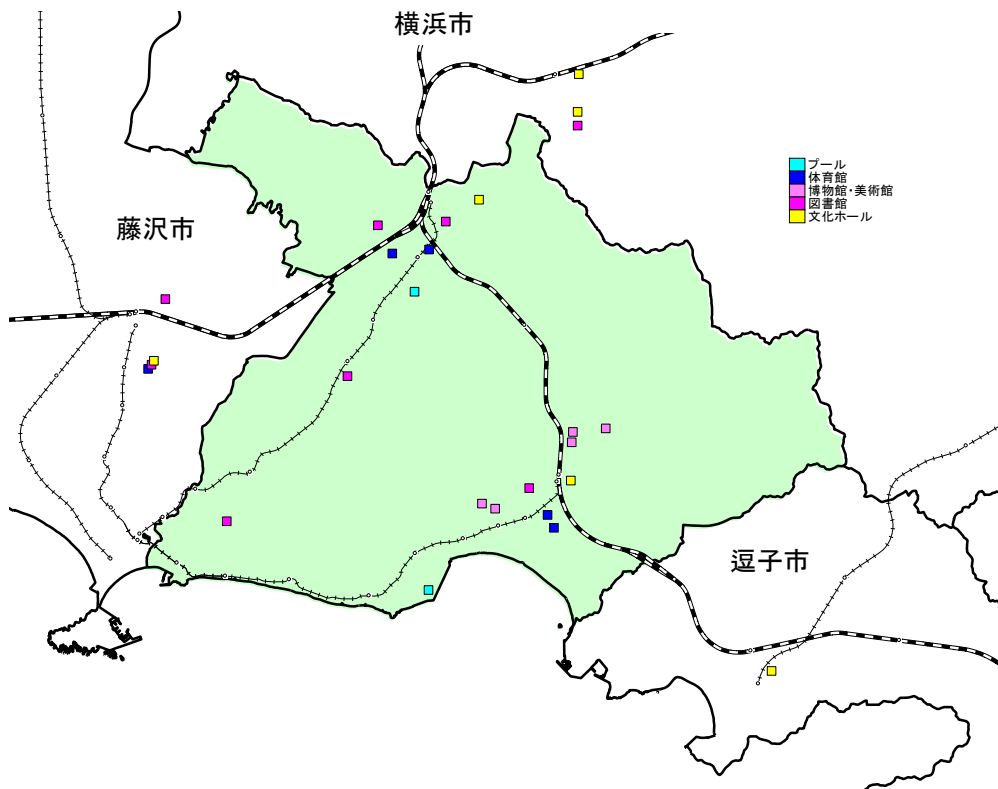 横浜市
プール
体育館
博物館・美術館
図書館
文化ホール
藤沢市
逗子市